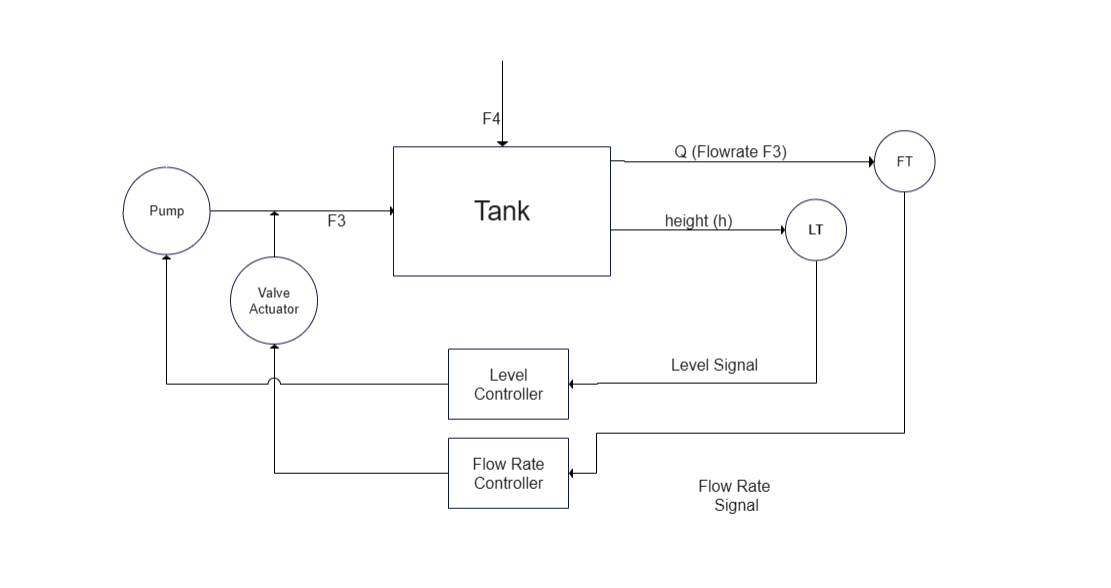 F4
Q (Flowrate F3)
FT
Pump
Tank
F3
height (h)
LT
Valve
Actuator
Level
Controller
Level Signal
Flow Rate
Controller
Flow Rate
Signal